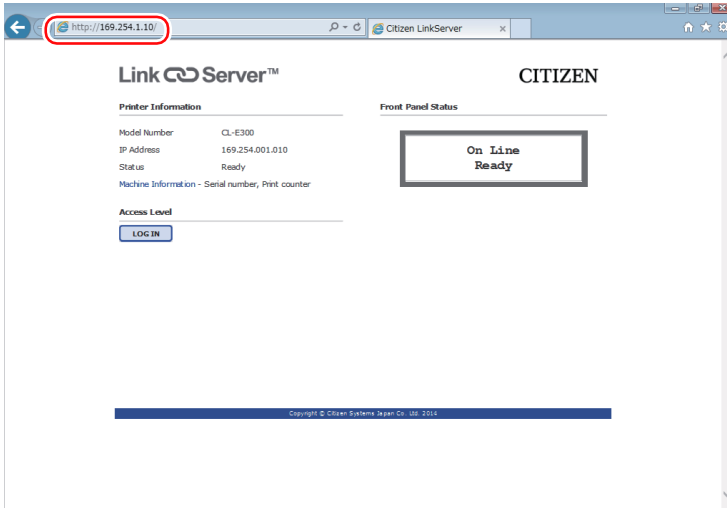 http://169.254.1.10/
Citizen LinkServer
Link Server™
CITIZEN
Printer Information
Model Number CL-E300
IP Address 169.254.001.010
Status Ready
Machine Information - Serial number, Print counter
Access Level
LOG IN
Front Panel Status
On Line
Ready
Copyright © Citizen Systems Japan Co. Ltd. 2014